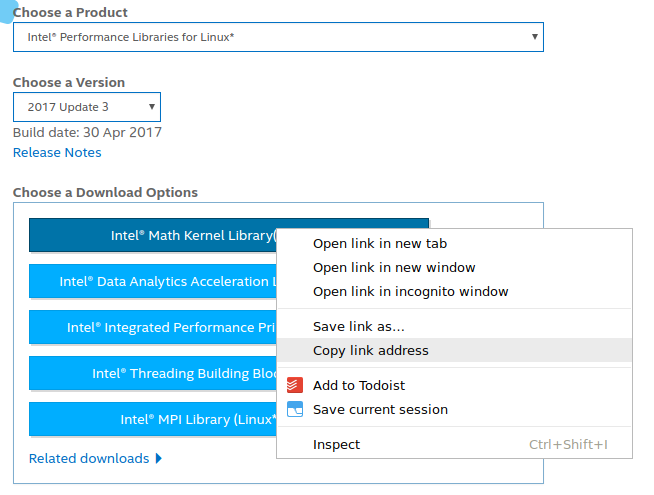 Choose a Product
Intel® Performance Libraries for Linux*
Choose a Version
2017 Update 3
Build date: 30 Apr 2017
Release Notes
Choose a Download Options
Intel® Math Kernel Library(
Intel® Data Analytics Acceleration
Intel® Integrated Performance
Intel® Threading Building
Intel® MPI Library (Linux*
Related downloads
Open link in new tab
Open link in new window
Open link in incognito window
Save link as...
Copy link address
Add to Todoist
Save current session
Inspect Ctrl+Shift+I